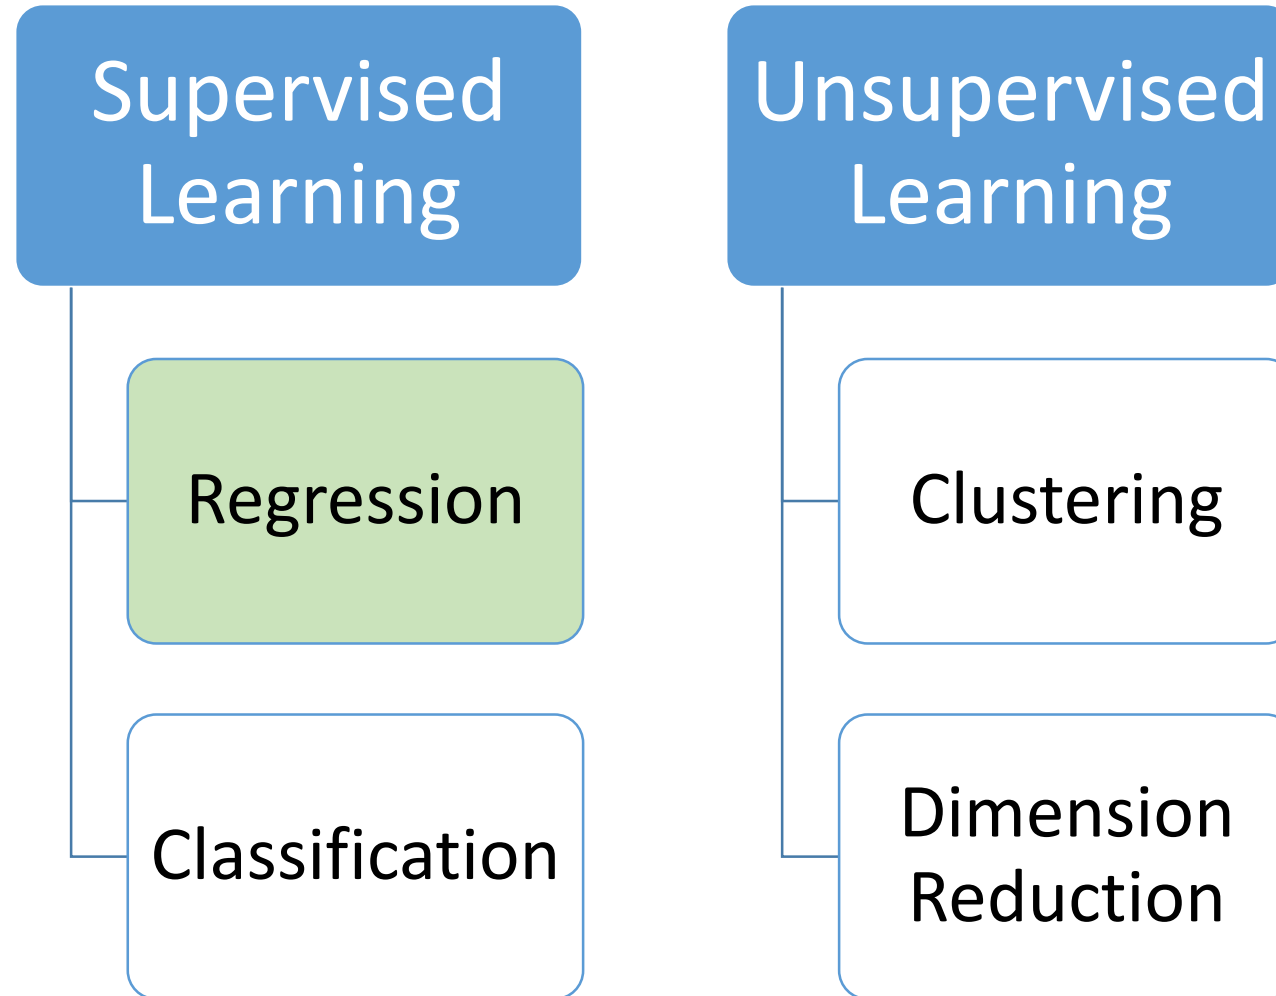 Supervised
Learning
Regression
Classification
Unsupervised
Learning
Clustering
Dimension
Reduction